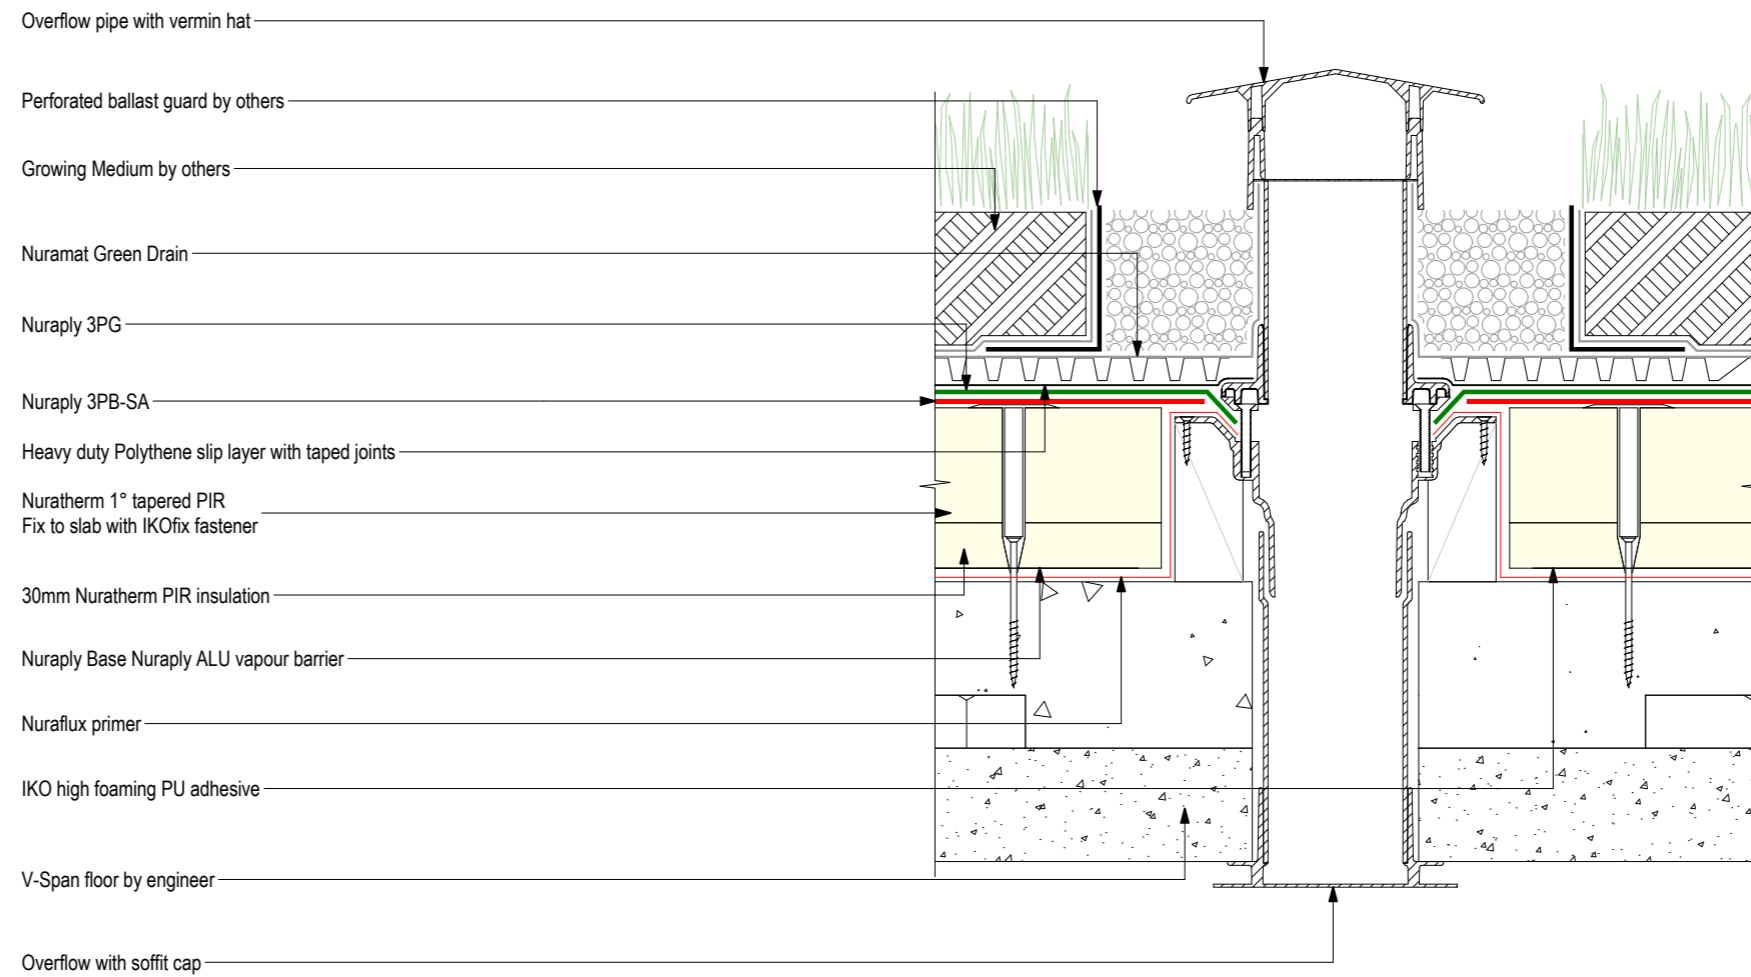 Overflow pipe with vermin hat
Perforated ballast guard by others
Growing Medium by others
Nuramat Green Drain
Nuraply 3PG
Nuraply 3PB-SA
Heavy duty Polythene slip layer with taped joints
Nuratherm 1° tapered PIR
Fix to slab with IKOfix fastener
30mm Nuratherm PIR insulation
Nuraply Base Nuraply ALU vapour barrier
Nuraflux primer
IKO high foaming PU adhesive
V-Span floor by engineer
Overflow with soffit cap